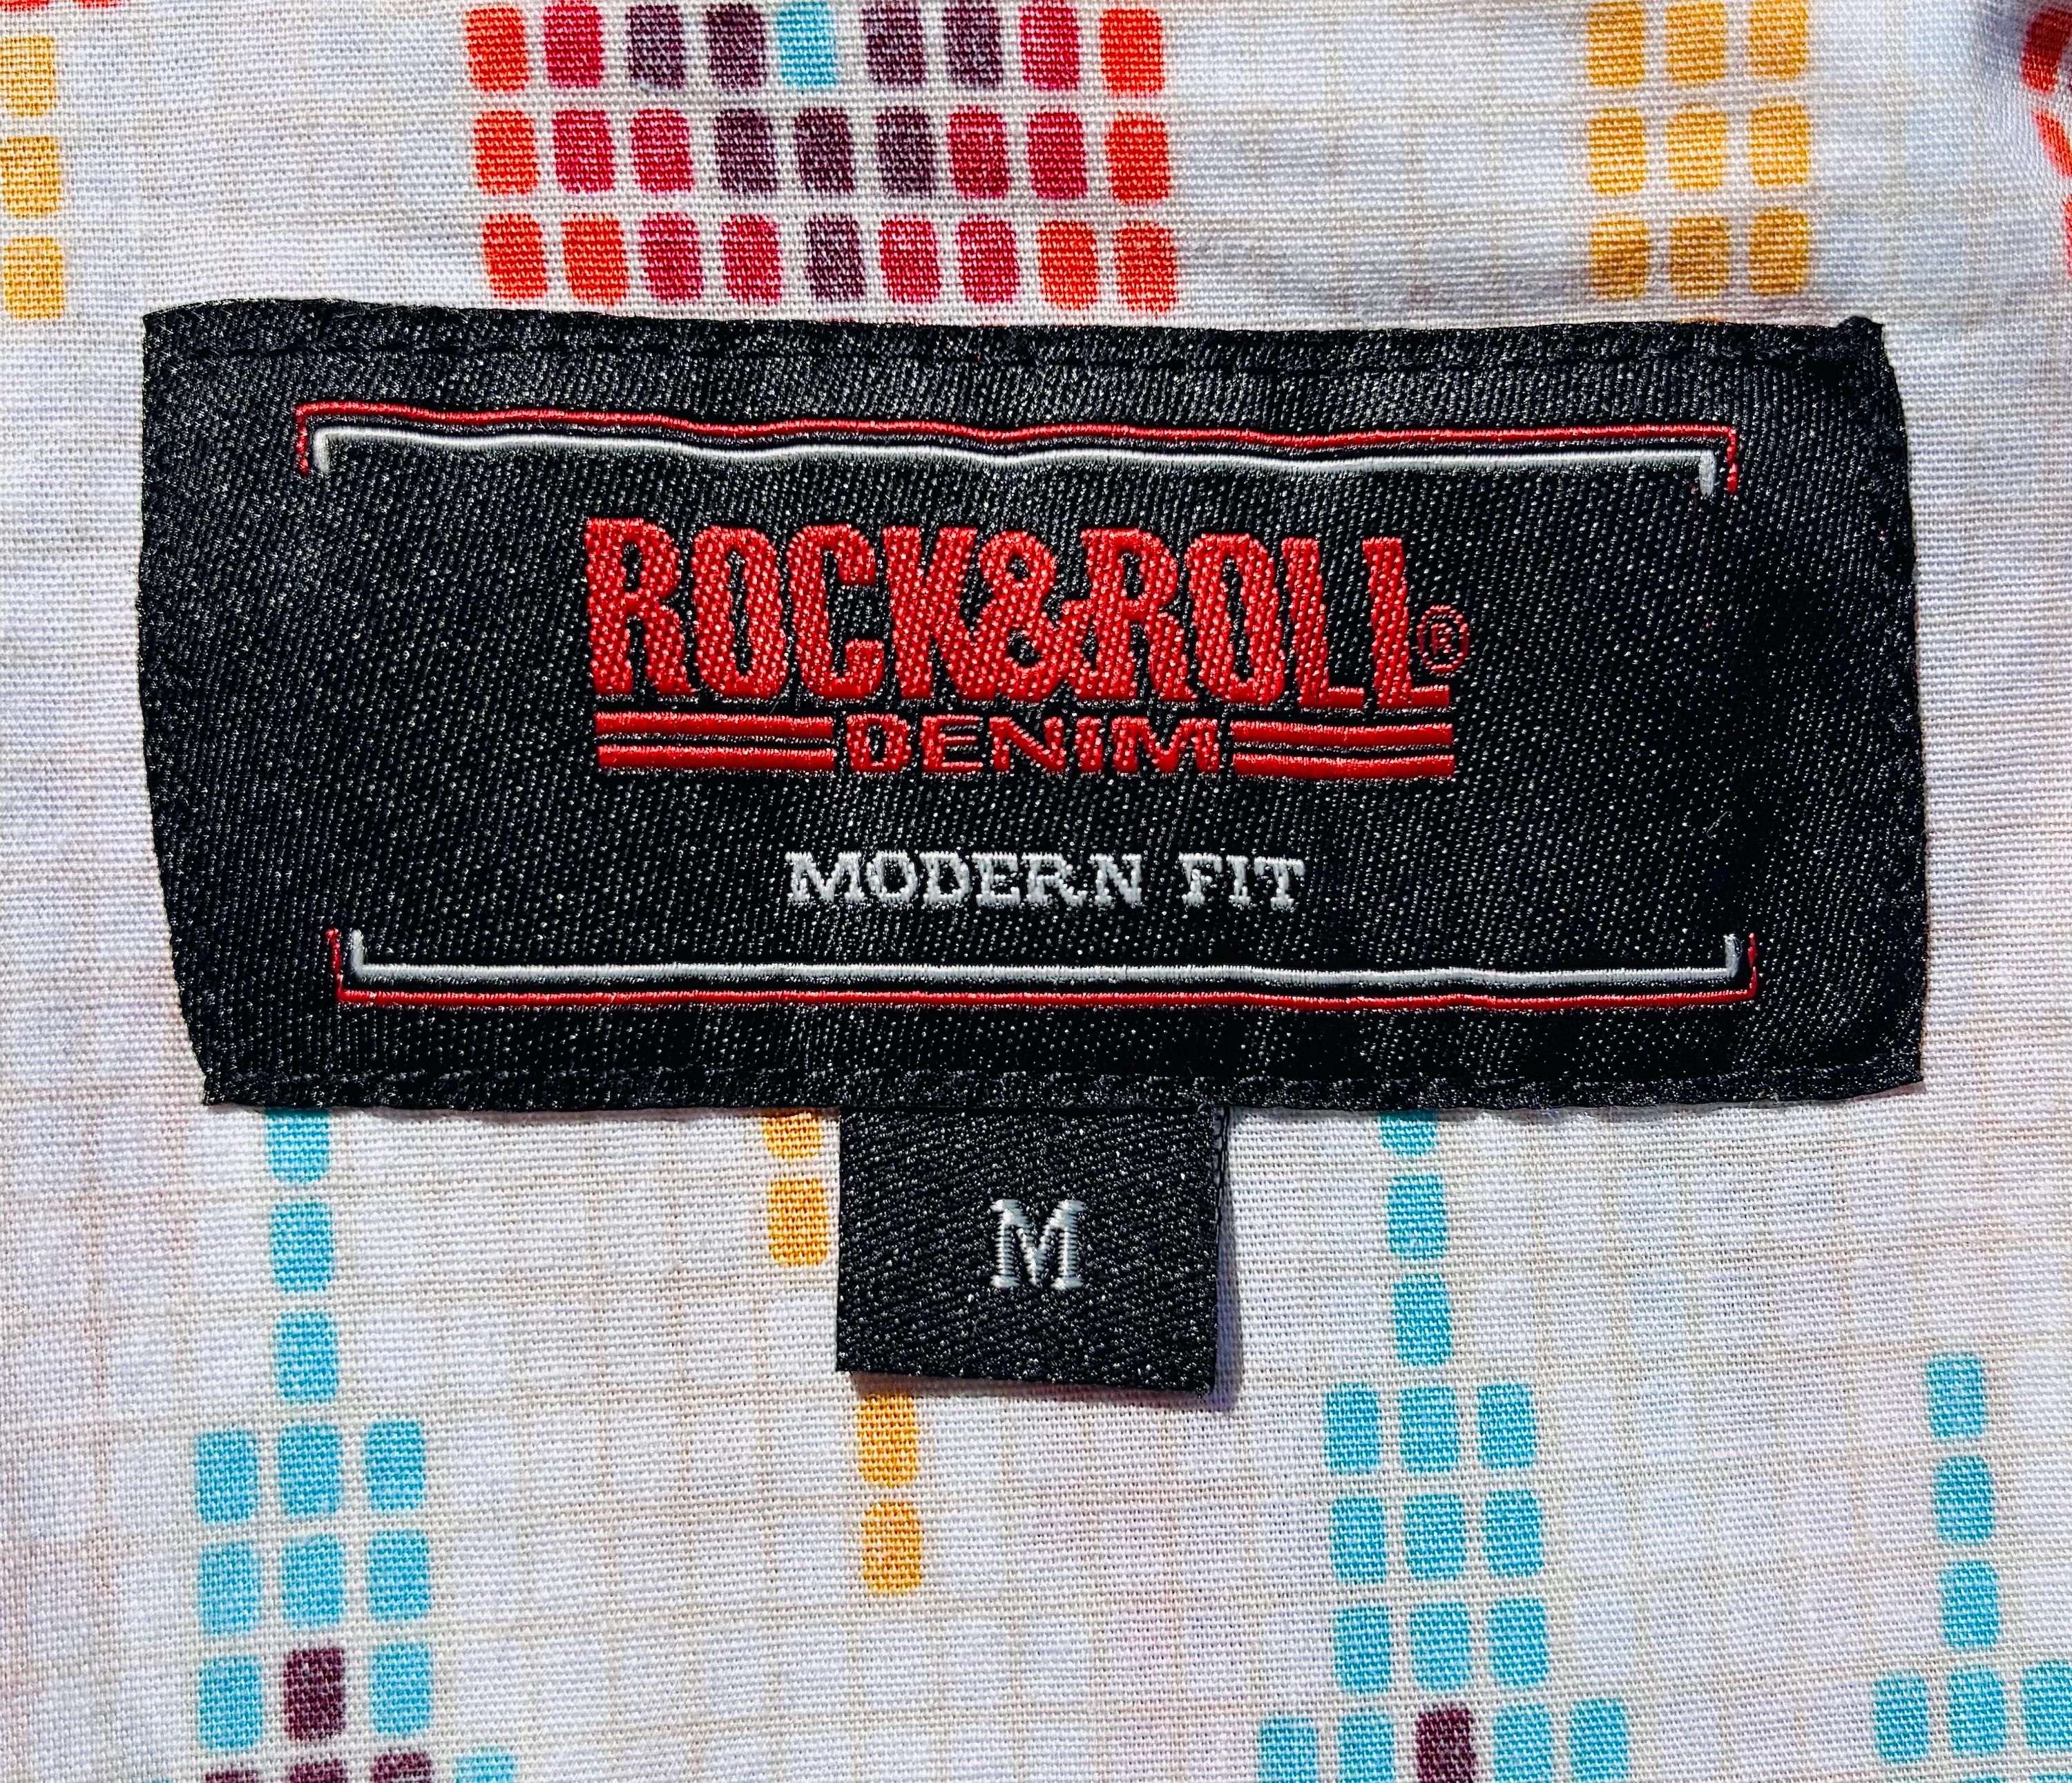 ROCK&ROLL®
DENIM
MODERN FIT
M